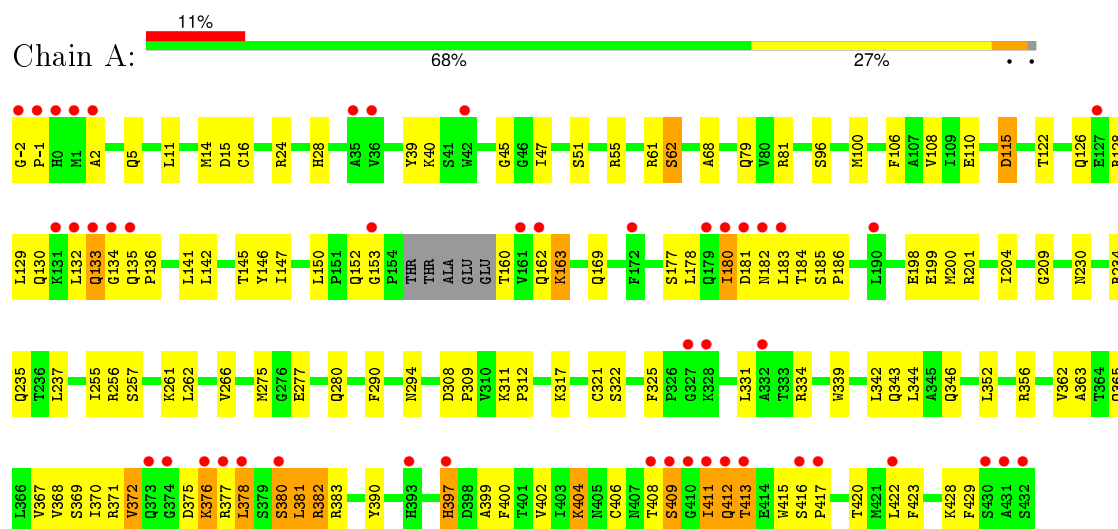 11%
Chain A:
68% 27% • •
G-2 P-1 H0 M1 A2 Q5 L11 M14 D15 C16 R24 H28 A35 V36 Y39 K40 S41 W42 G45 G46 I47 S51 R55 R61 S62 A68 Q79 V80 R81 S96 M100 F106 A107 V108 I109 E110 D115 T122 Q126 E127 R128
L129 Q130 K131 L132 Q133 G134 Q135 P136 L141 L142 T145 Y146 I147 L150 P151 Q152 G153 P154 THR THR ALA GLU GLU T160 V161 Q162 K163 Q169 F172 S177 L178 Q179 I180 D181 N182 L183 T184 S185 P186 L190 E198 E199 M200 R201 I204 G209 N230 R234
Q235 T236 L237 I255 R256 S257 K261 L262 V266 M275 G276 E277 Q280 F290 N294 D308 P309 V310 K311 P312 K317 C321 S322 F325 P326 G327 K328 L331 A332 T333 R334 W339 L342 Q343 L344 A345 Q346 L352 R356 V362 A363 T364 Q365
L366 V367 V368 S369 I370 R371 V372 Q373 G374 D375 K376 R377 L378 S379 S380 L381 R382 R383 Y390 H393 H397 D398 A399 F400 T401 V402 I403 K404 N405 C406 N407 T408 S409 G410 I411 Q412 T413 E414 W415 S416 P417 T420 M421 L422 F423 K428 F429 S430 A431 S432